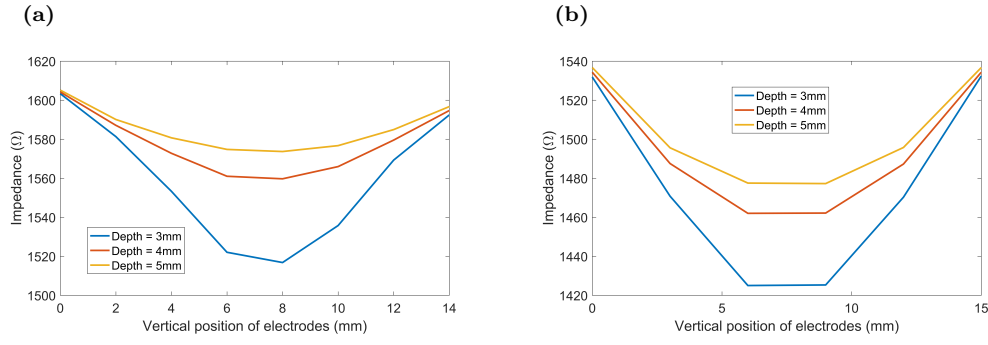 (a)
1620
1600
1580
1560
1540
1520
1500
Impedance (Ω)
Depth = 3mm
Depth = 4mm
Depth = 5mm
0 2 4 6 8 10 12 14
Vertical position of electrodes (mm)
(b)
1540
1520
1500
1480
1460
1440
1420
Impedance (Ω)
Depth = 3mm
Depth = 4mm
Depth = 5mm
0 5 10 15
Vertical position of electrodes (mm)